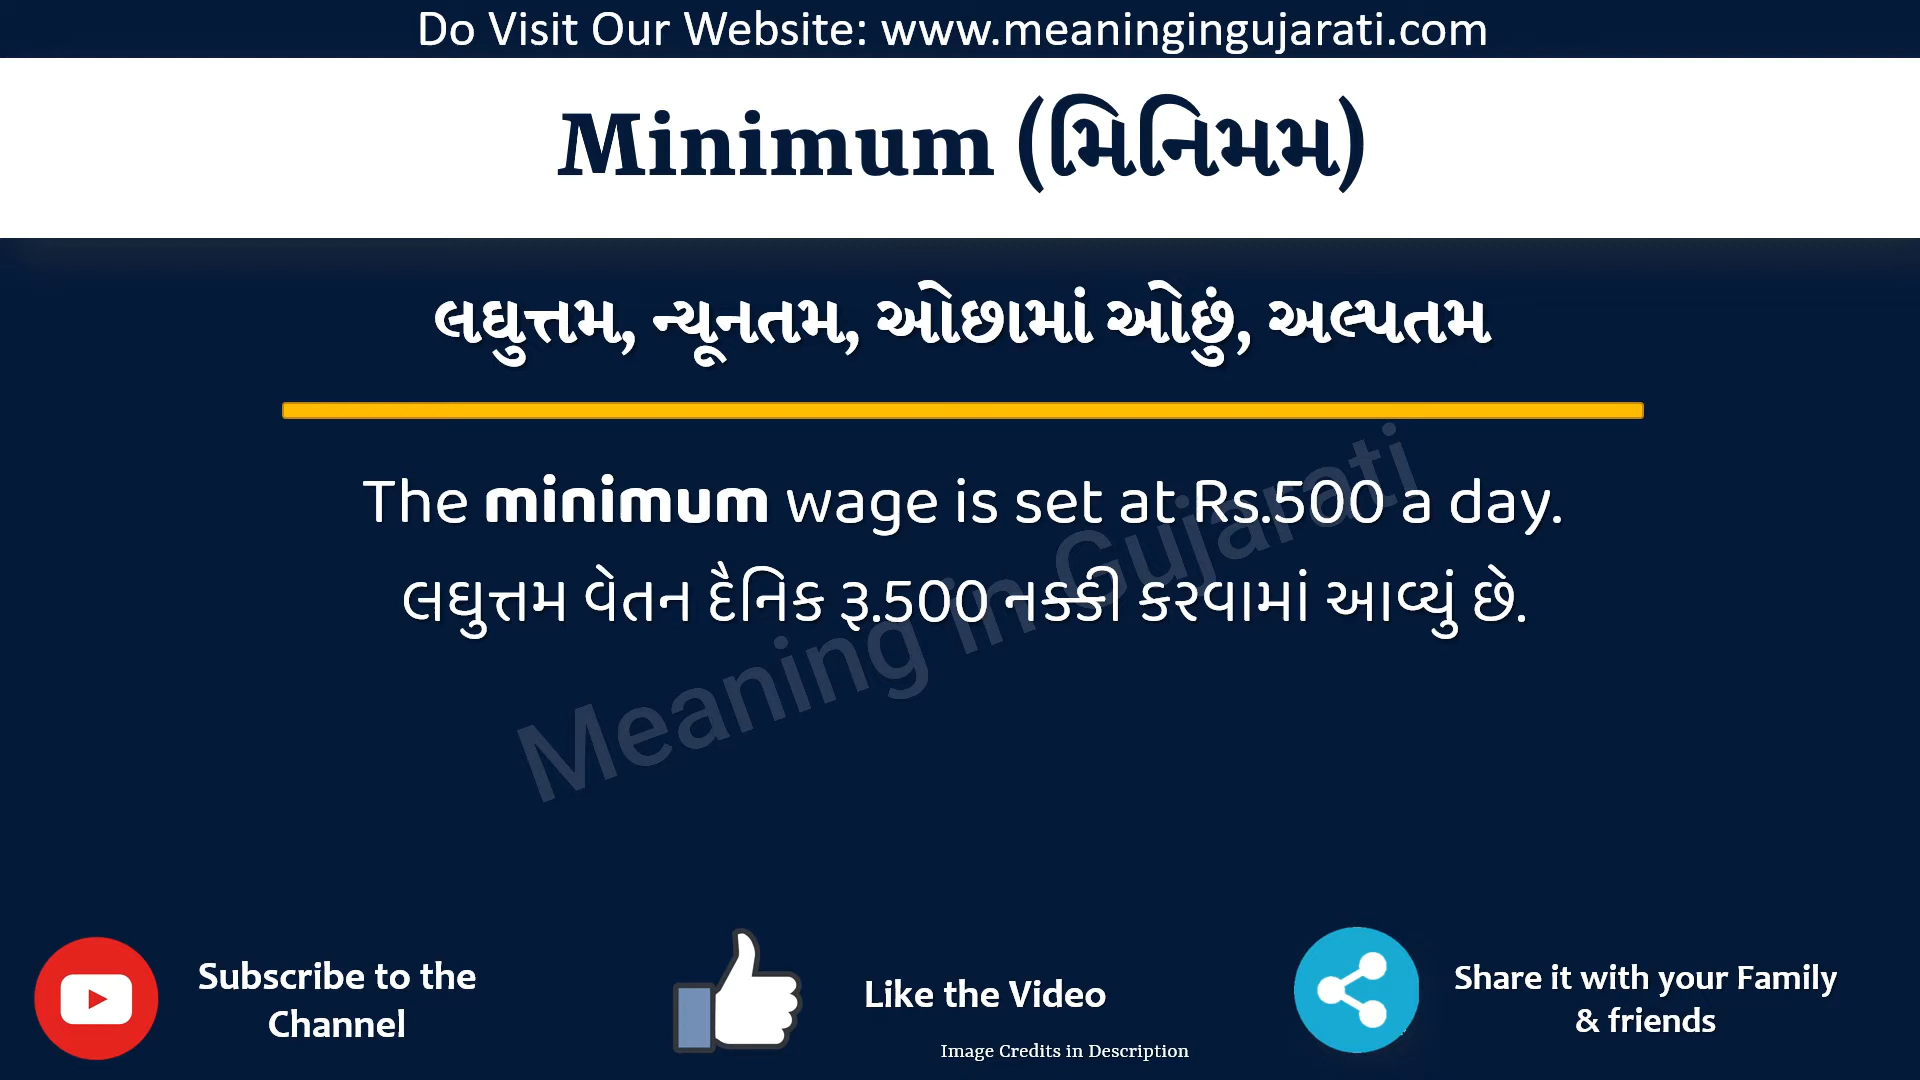 Do Visit Our Website: www.meaningingujarati.com
Minimum (મિનિમમ)
લઘુત્તમ, ન્યૂનતમ, ઓછામાં ઓછું, અલ્પતમ
The minimum wage is set at Rs.500 a day.
લઘુત્તમ વેતન દૈનિક રૂ.500 નક્કી કરવામાં આવ્યું છે.
Meaning in Gujarati
Subscribe to the
Channel
Like the Video
Share it with your Family
& friends
Image Credits in Description